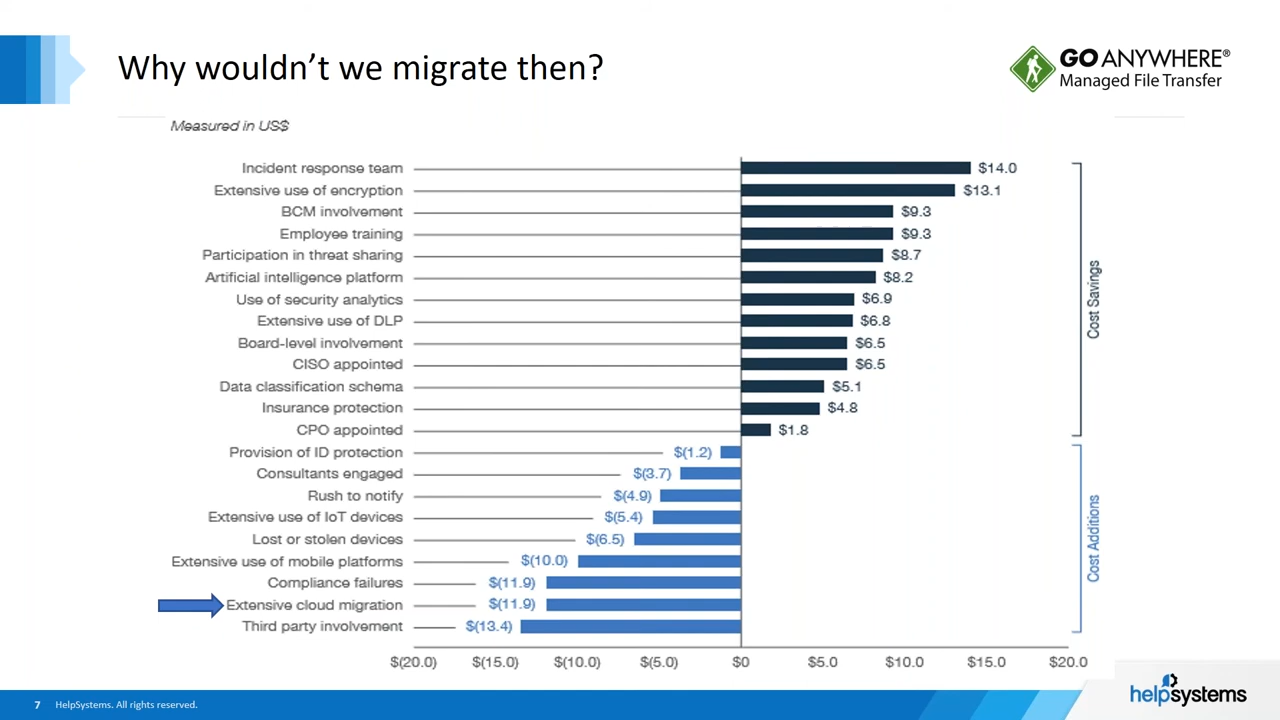 Why wouldn’t we migrate then?
GO ANYWHERE®
Managed File Transfer
Measured in US$
Incident response team $14.0
Extensive use of encryption $13.1
BCM involvement $9.3
Employee training $9.3
Participation in threat sharing $8.7
Artificial intelligence platform $8.2
Use of security analytics $6.9
Extensive use of DLP $6.8
Board-level involvement $6.5
CISO appointed $6.5
Data classification schema $5.1
Insurance protection $4.8
CPO appointed $1.8
Cost Savings
Provision of ID protection $(1.2)
Consultants engaged $(3.7)
Rush to notify $(4.9)
Extensive use of IoT devices $(5.4)
Lost or stolen devices $(6.5)
Extensive use of mobile platforms $(10.0)
Compliance failures $(11.9)
Extensive cloud migration $(11.9)
Third party involvement $(13.4)
Cost Additions
$(20.0) $(15.0) $(10.0) $(5.0) $0 $5.0 $10.0 $15.0 $20.0
7 HelpSystems. All rights reserved.
helpsystems